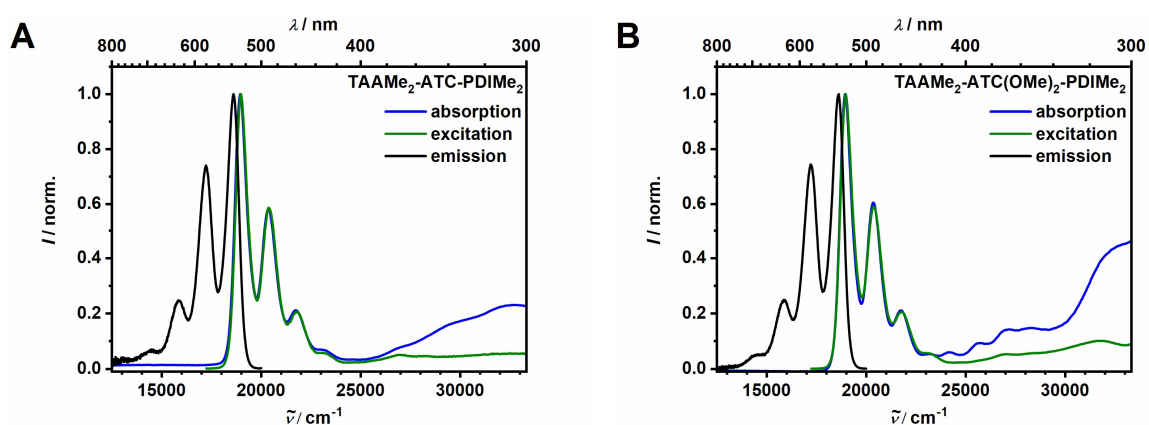 A
λ / nm
800 600 500 400 300
TAAMe₂-ATC-PDIMe₂
absorption
excitation
emission
1.0
0.8
0.6
0.4
0.2
0.0
I / norm.
15000 20000 25000 30000
ṽ / cm⁻¹
B
λ / nm
800 600 500 400 300
TAAMe₂-ATC(OMe)₂-PDIMe₂
absorption
excitation
emission
1.0
0.8
0.6
0.4
0.2
0.0
I / norm.
15000 20000 25000 30000
ṽ / cm⁻¹